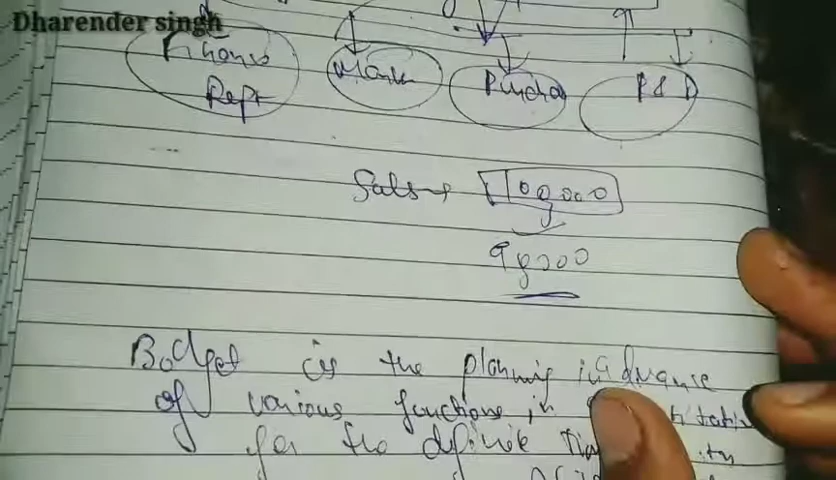 Dharender singh
Finance Mark Purcha P&D
Dept
Sales → 100000
98000
Budget is the planning in advance
of various functions in
for the definite